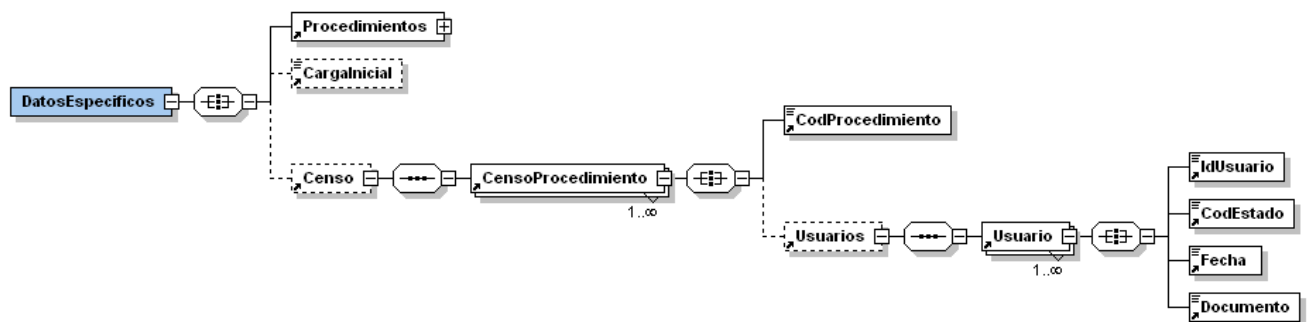 Procedimientos
CargaInicial
DatosEspecificos
CodProcedimiento
Censo
CensoProcedimiento
1..∞
IdUsuario
CodEstado
Usuarios
Usuario
1..∞
Fecha
Documento